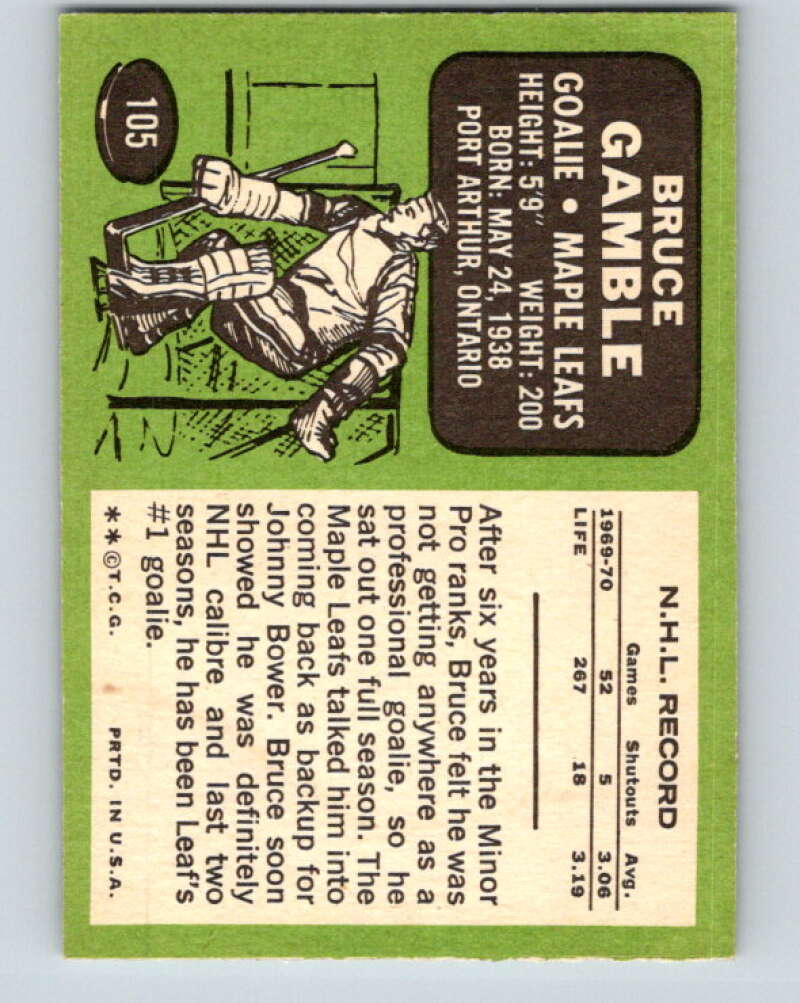 105
BRUCE
GAMBLE
GOALIE • MAPLE LEAFS
HEIGHT: 5'9" WEIGHT: 200
BORN: MAY 24, 1938
PORT ARTHUR, ONTARIO
N.H.L. RECORD
Games Shutouts Avg.
1969-70 52 5 3.06
LIFE 267 18 3.19
After six years in the Minor
Pro ranks, Bruce felt he was
not getting anywhere as a
professional goalie, so he
sat out one full season. The
Maple Leafs talked him into
coming back as backup for
Johnny Bower. Bruce soon
showed he was definitely
NHL calibre and last two
seasons, he has been Leaf's
#1 goalie.
**©T.C.G. PRTD. IN U.S.A.